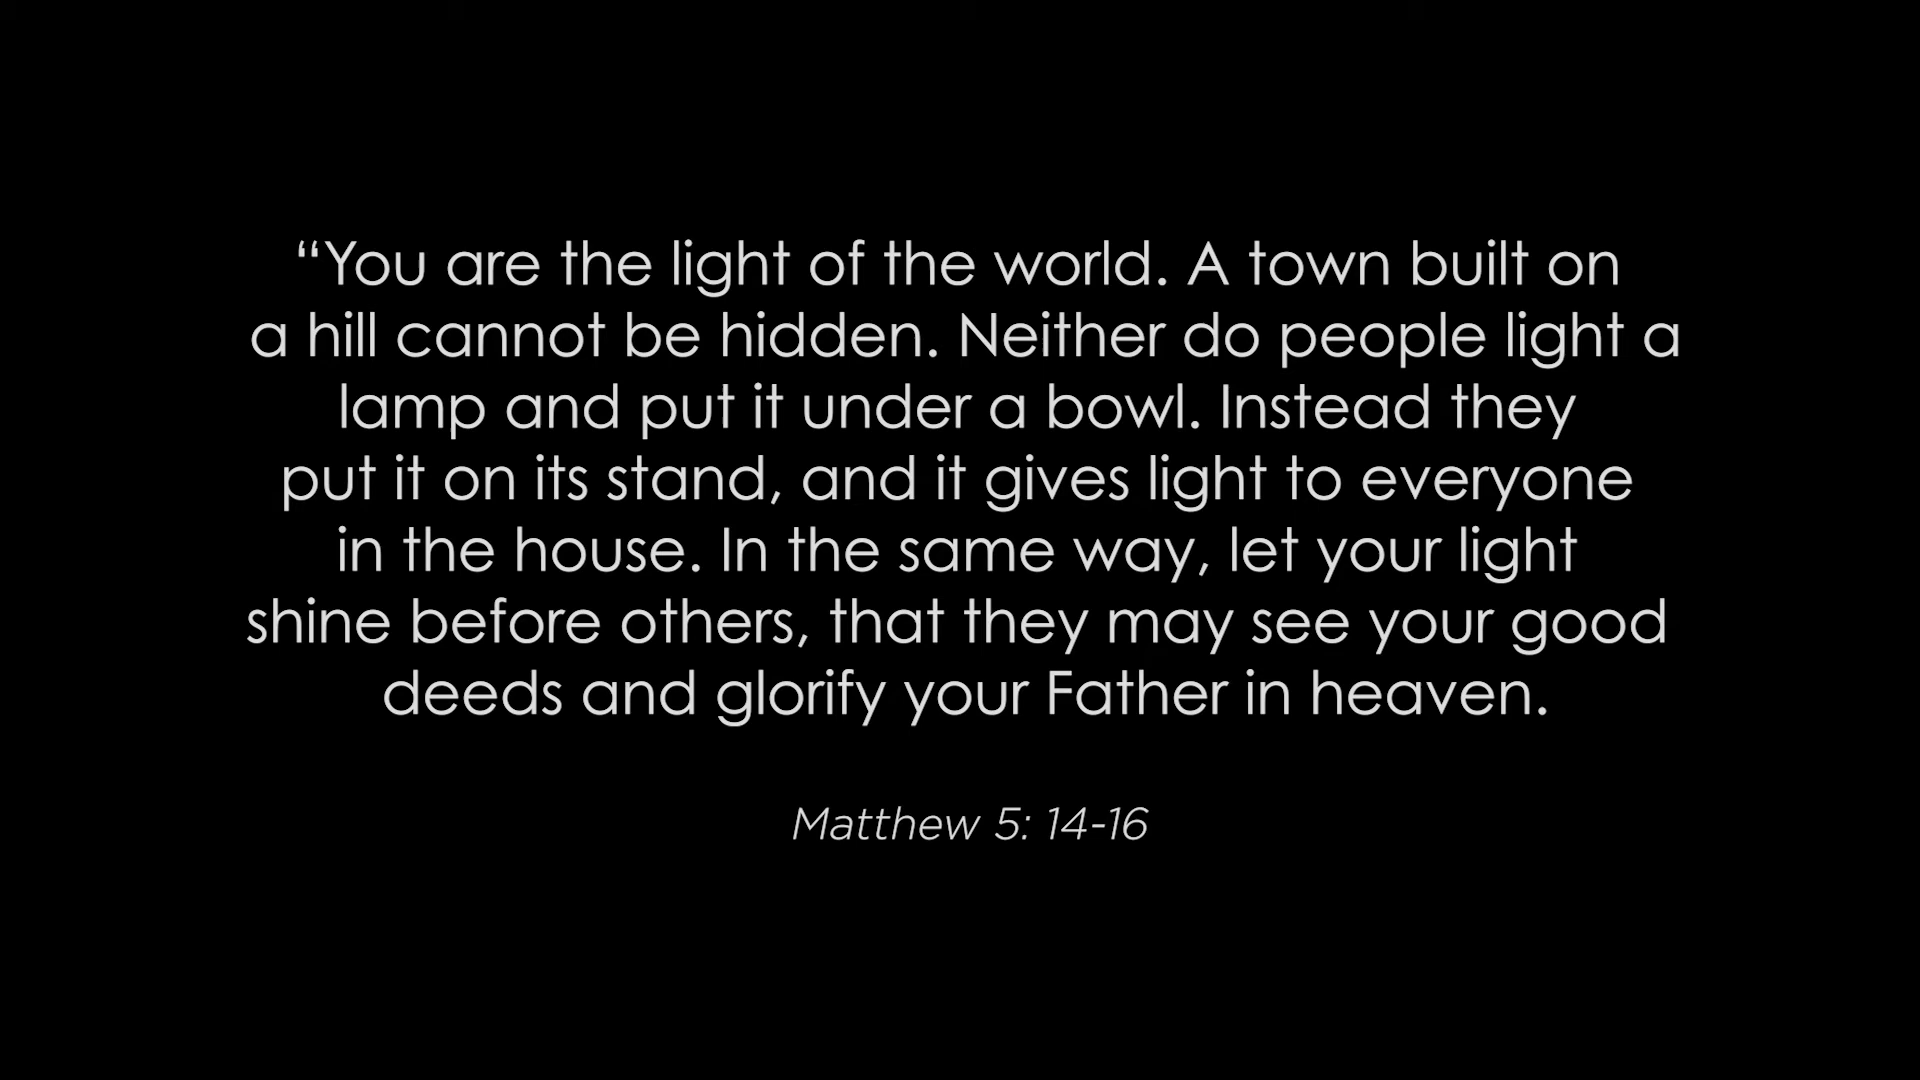 “You are the light of the world. A town built on
a hill cannot be hidden. Neither do people light a
lamp and put it under a bowl. Instead they
put it on its stand, and it gives light to everyone
in the house. In the same way, let your light
shine before others, that they may see your good
deeds and glorify your Father in heaven.
Matthew 5: 14-16